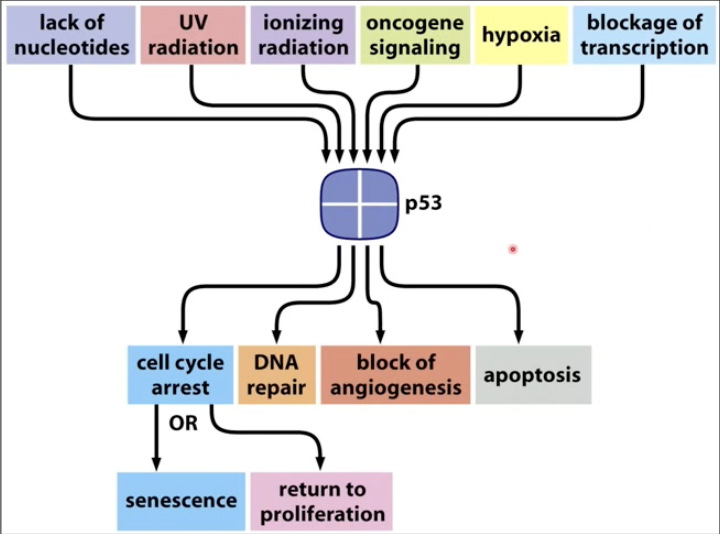 lack of
nucleotides
UV
radiation
ionizing
radiation
oncogene
signaling
hypoxia
blockage of
transcription
p53
cell cycle
arrest
DNA
repair
block of
angiogenesis
apoptosis
OR
senescence
return to
proliferation